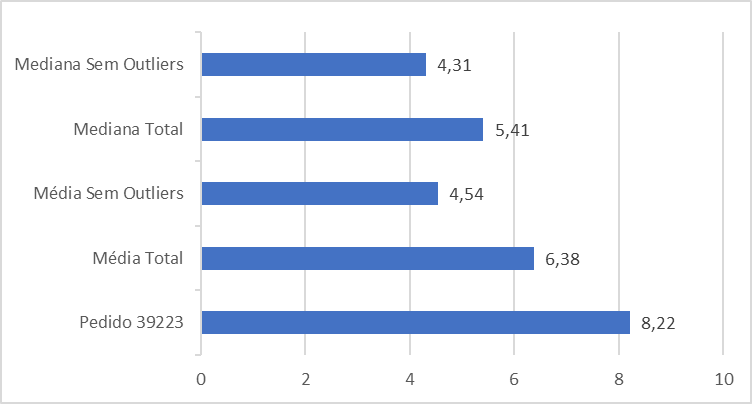 Mediana Sem Outliers 4,31
Mediana Total 5,41
Média Sem Outliers 4,54
Média Total 6,38
Pedido 39223 8,22
0 2 4 6 8 10